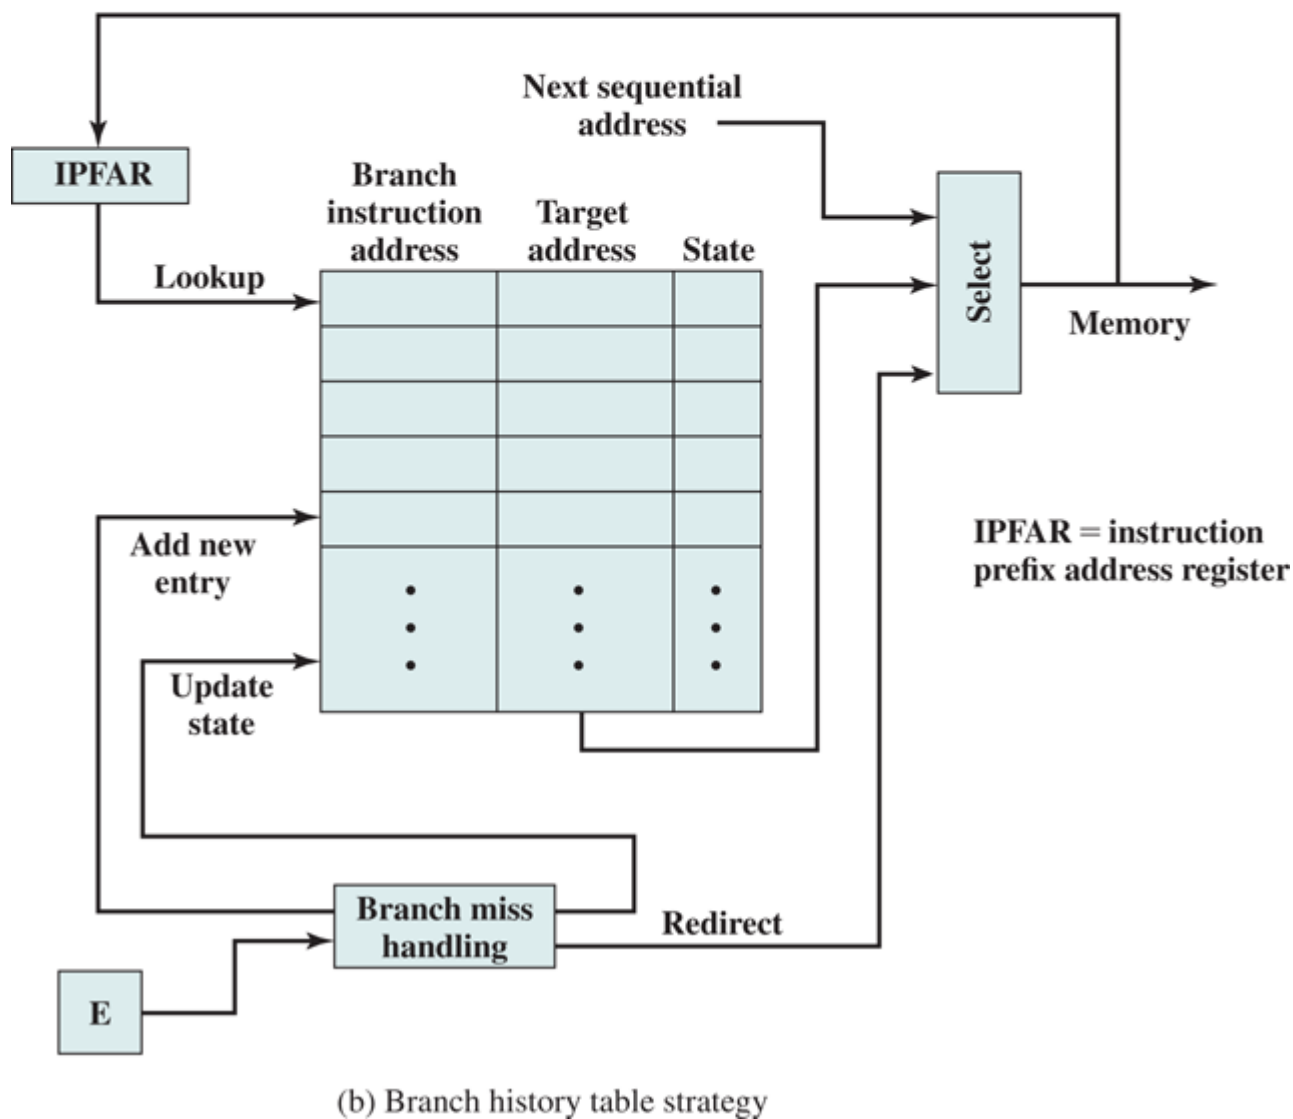 Next sequential
address
IPFAR
Branch
instruction
address
Target
address
State
Lookup
Select
Memory
Add new
entry
IPFAR = instruction
prefix address register
Update
state
Branch miss
handling
Redirect
E
(b) Branch history table strategy